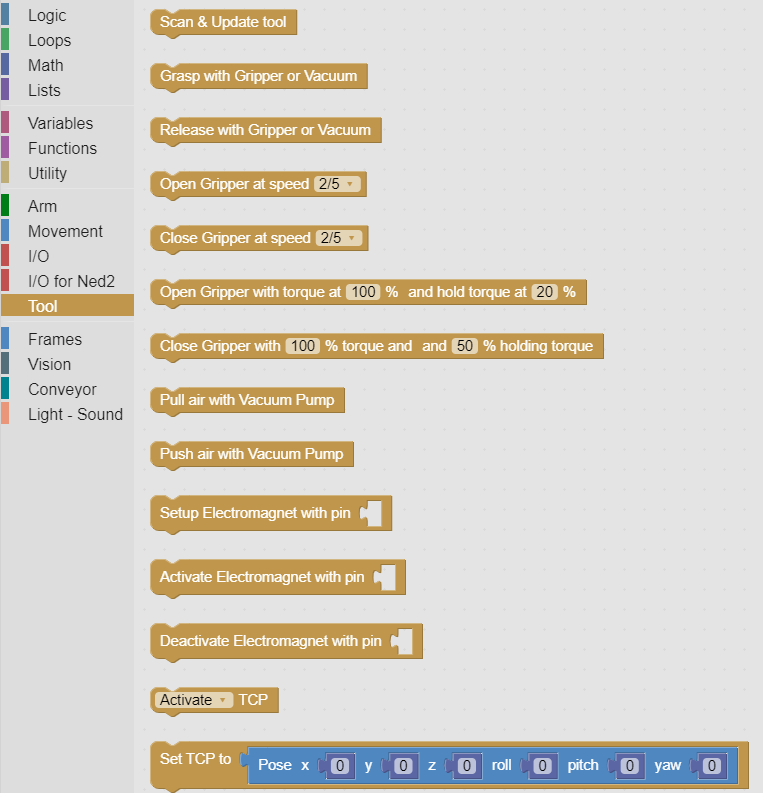 Logic
Loops
Math
Lists
Variables
Functions
Utility
Arm
Movement
I/O
I/O for Ned2
Tool
Frames
Vision
Conveyor
Light - Sound
Scan & Update tool
Grasp with Gripper or Vacuum
Release with Gripper or Vacuum
Open Gripper at speed 2/5
Close Gripper at speed 2/5
Open Gripper with torque at 100 % and hold torque at 20 %
Close Gripper with 100 % torque and and 50 % holding torque
Pull air with Vacuum Pump
Push air with Vacuum Pump
Setup Electromagnet with pin
Activate Electromagnet with pin
Deactivate Electromagnet with pin
Activate TCP
Set TCP to Pose x 0 y 0 z 0 roll 0 pitch 0 yaw 0